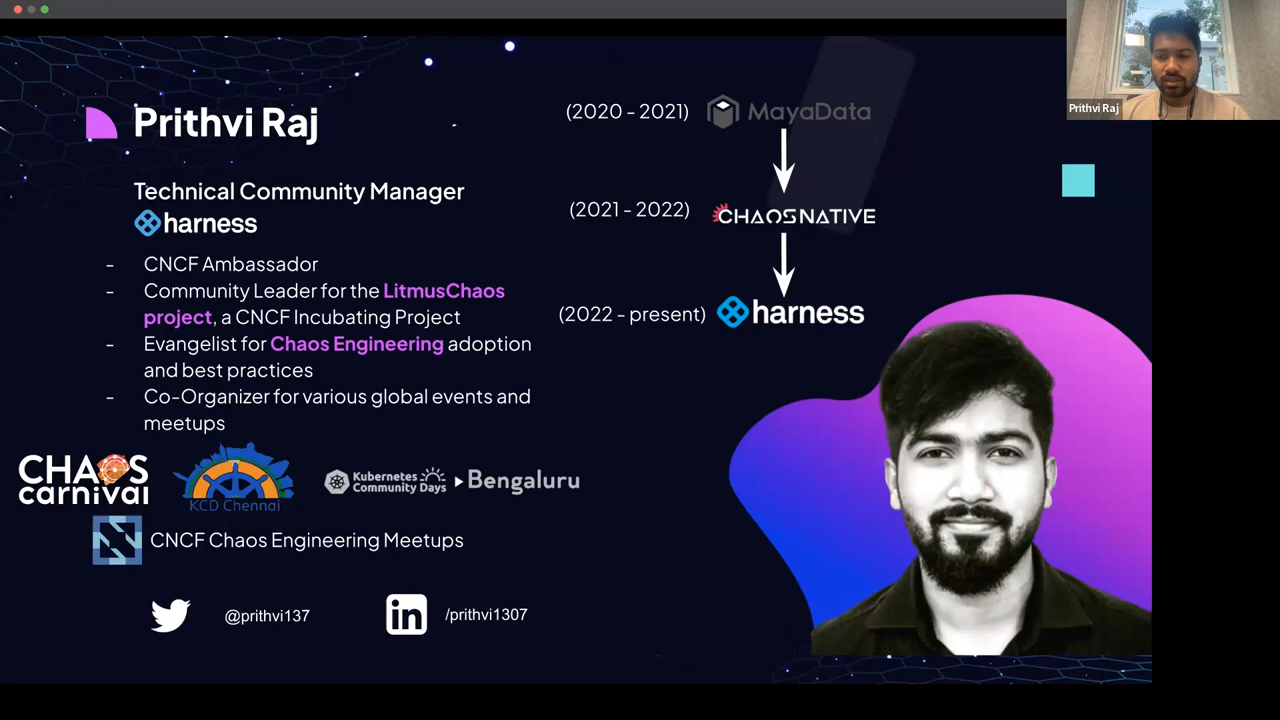 Prithvi Raj
Technical Community Manager
harness
- CNCF Ambassador
- Community Leader for the LitmusChaos
project, a CNCF Incubating Project
- Evangelist for Chaos Engineering adoption
and best practices
- Co-Organizer for various global events and
meetups
CHAOS
carnival
KCD Chennai
Kubernetes
Community Days
Bengaluru
CNCF Chaos Engineering Meetups
@prithvi137
in
/prithvi1307
(2020 - 2021) MayaData
(2021 - 2022) CHAOSNATIVE
(2022 - present) harness
Prithvi Raj